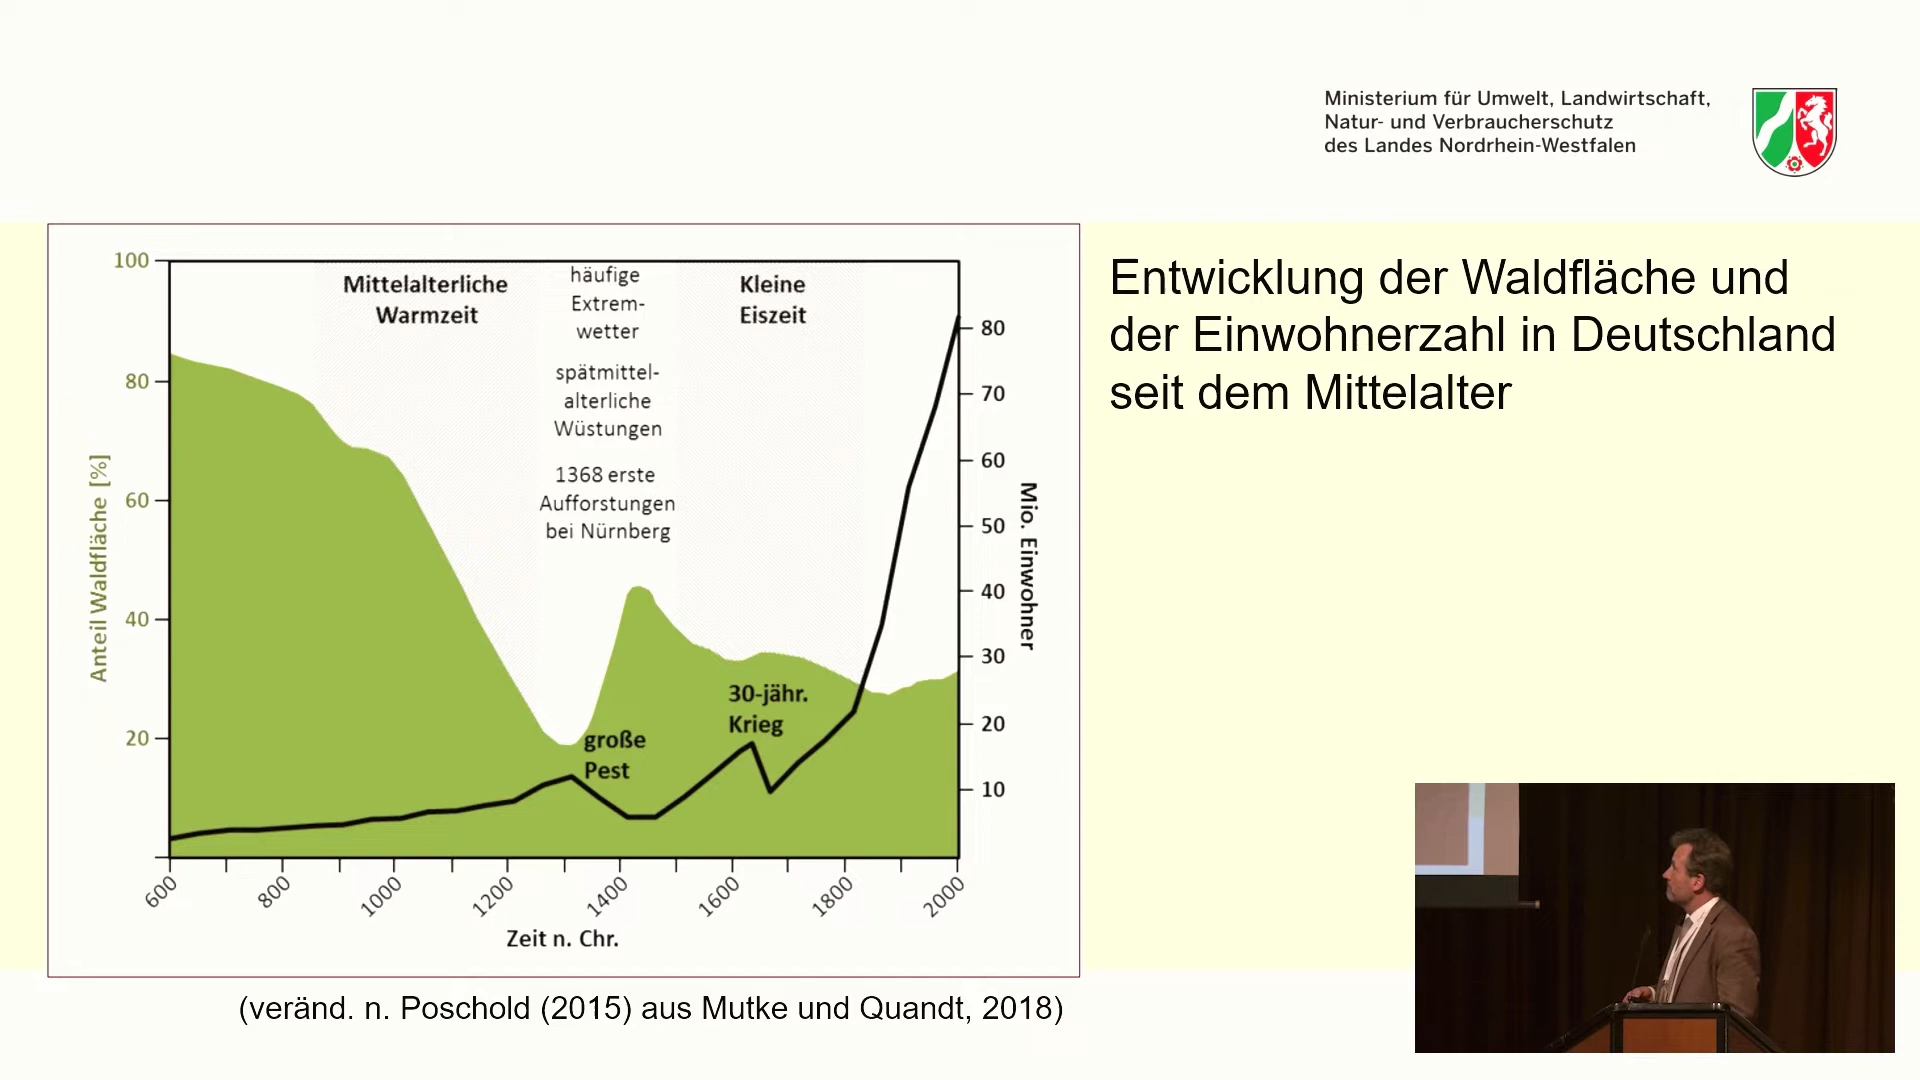 Ministerium für Umwelt, Landwirtschaft,
Natur- und Verbraucherschutz
des Landes Nordrhein-Westfalen
Entwicklung der Waldfläche und
der Einwohnerzahl in Deutschland
seit dem Mittelalter
Anteil Waldfläche [%]
100
80
60
40
20
Mittelalterliche
Warmzeit
häufige
Extrem-
wetter
spätmittel-
alterliche
Wüstungen
1368 erste
Aufforstungen
bei Nürnberg
Kleine
Eiszeit
große
Pest
30-jähr.
Krieg
80
70
60
50
40
30
20
10
Mio. Einwohner
600
800
1000
1200
1400
1600
1800
2000
Zeit n. Chr.
(veränd. n. Poschold (2015) aus Mutke und Quandt, 2018)